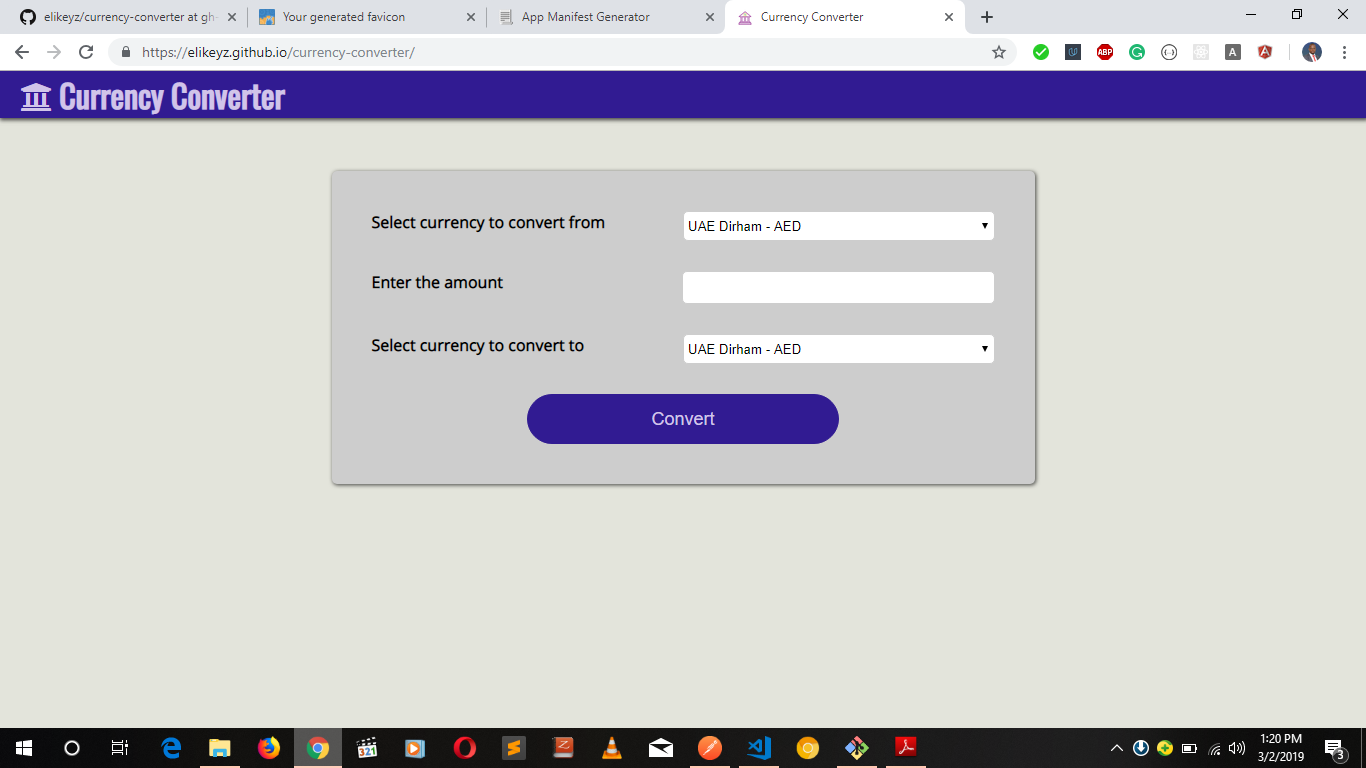 elikeyz/currency-converter at gh-
Your generated favicon
App Manifest Generator
Currency Converter
https://elikeyz.github.io/currency-converter/
ABP
A
Currency Converter
Select currency to convert from
UAE Dirham - AED
Enter the amount
Select currency to convert to
UAE Dirham - AED
Convert
321
1:20 PM
3/2/2019
3